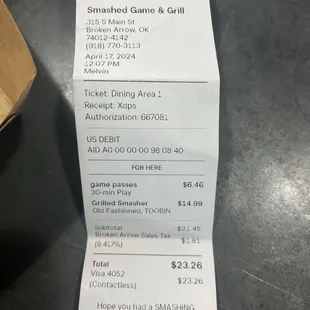 Smashed Game & Grill
315 S Main St
Broken Arrow, OK
74012-4142
(918) 770-3113
April 17, 2024
12:07 PM
Melvin
Ticket: Dining Area 1
Receipt: Xqps
Authorization: 667081
US DEBIT
AID A0 00 00 00 98 08 40
FOR HERE
game passes $6.46
30-min Play
Grilled Smasher $14.99
Old Fashioned, TOOBIN
Subtotal $21.45
Broken Arrow Sales Tax $1.81
(8.417%)
Total $23.26
Visa 4052 $23.26
(Contactless)
Hope you had a SMASHING